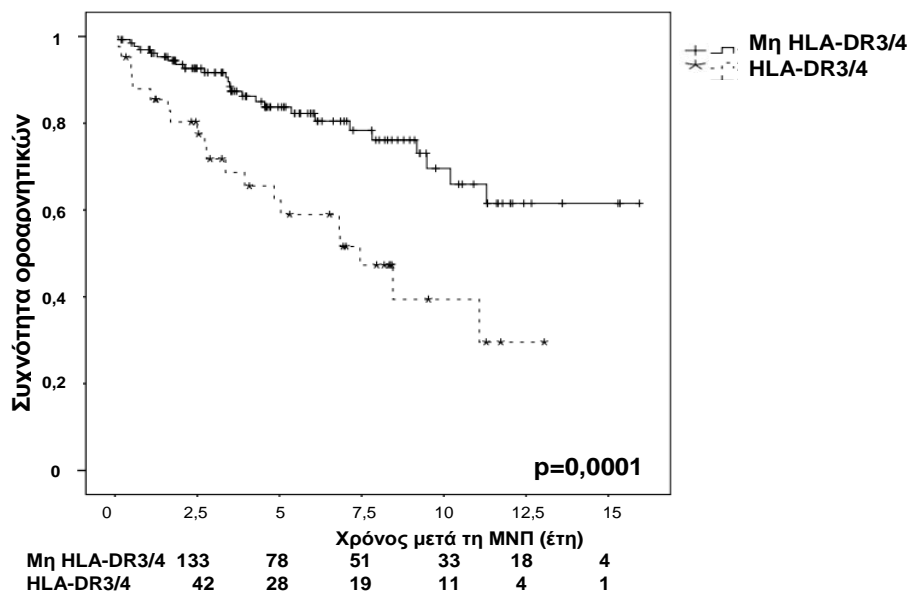 Μη HLA-DR3/4
HLA-DR3/4
Συχνότητα οροαρνητικών
1
0,8
0,6
0,4
0,2
0
p=0,0001
0 2,5 5 7,5 10 12,5 15
Χρόνος μετά τη ΜΝΠ (έτη)
Μη HLA-DR3/4 133 78 51 33 18 4
HLA-DR3/4 42 28 19 11 4 1